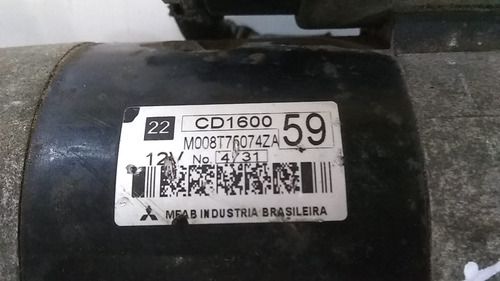 22 CD1600 59
M008T76074ZA
12V No. 4/31
MEAB INDUSTRIA BRASILEIRA